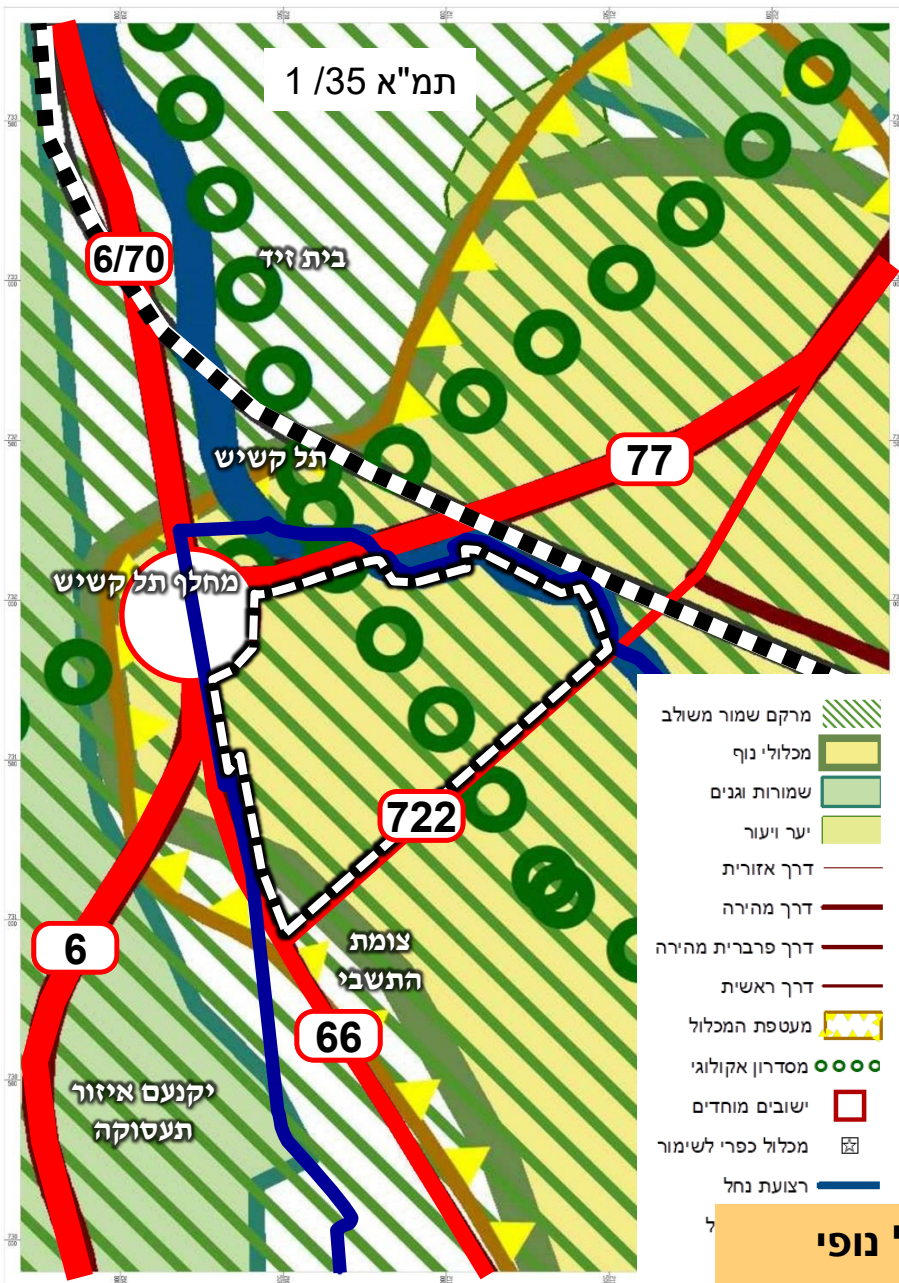 תמ"א 35/ 1
6/70
בית זיד
77
תל קשיש
מחלף תל קשיש
722
6
צומת
התשבי
66
יקנעם איזור
תעסוקה
מרקם שמור משולב
מכלולי נוף
שמורות וגנים
יער ויעור
דרך אזורית
דרך מהירה
דרך פרברית מהירה
דרך ראשית
מעטפת המכלול
מסדרון אקולוגי
ישובים מוחדים
מכלול כפרי לשימור
רצועת נחל
נופי